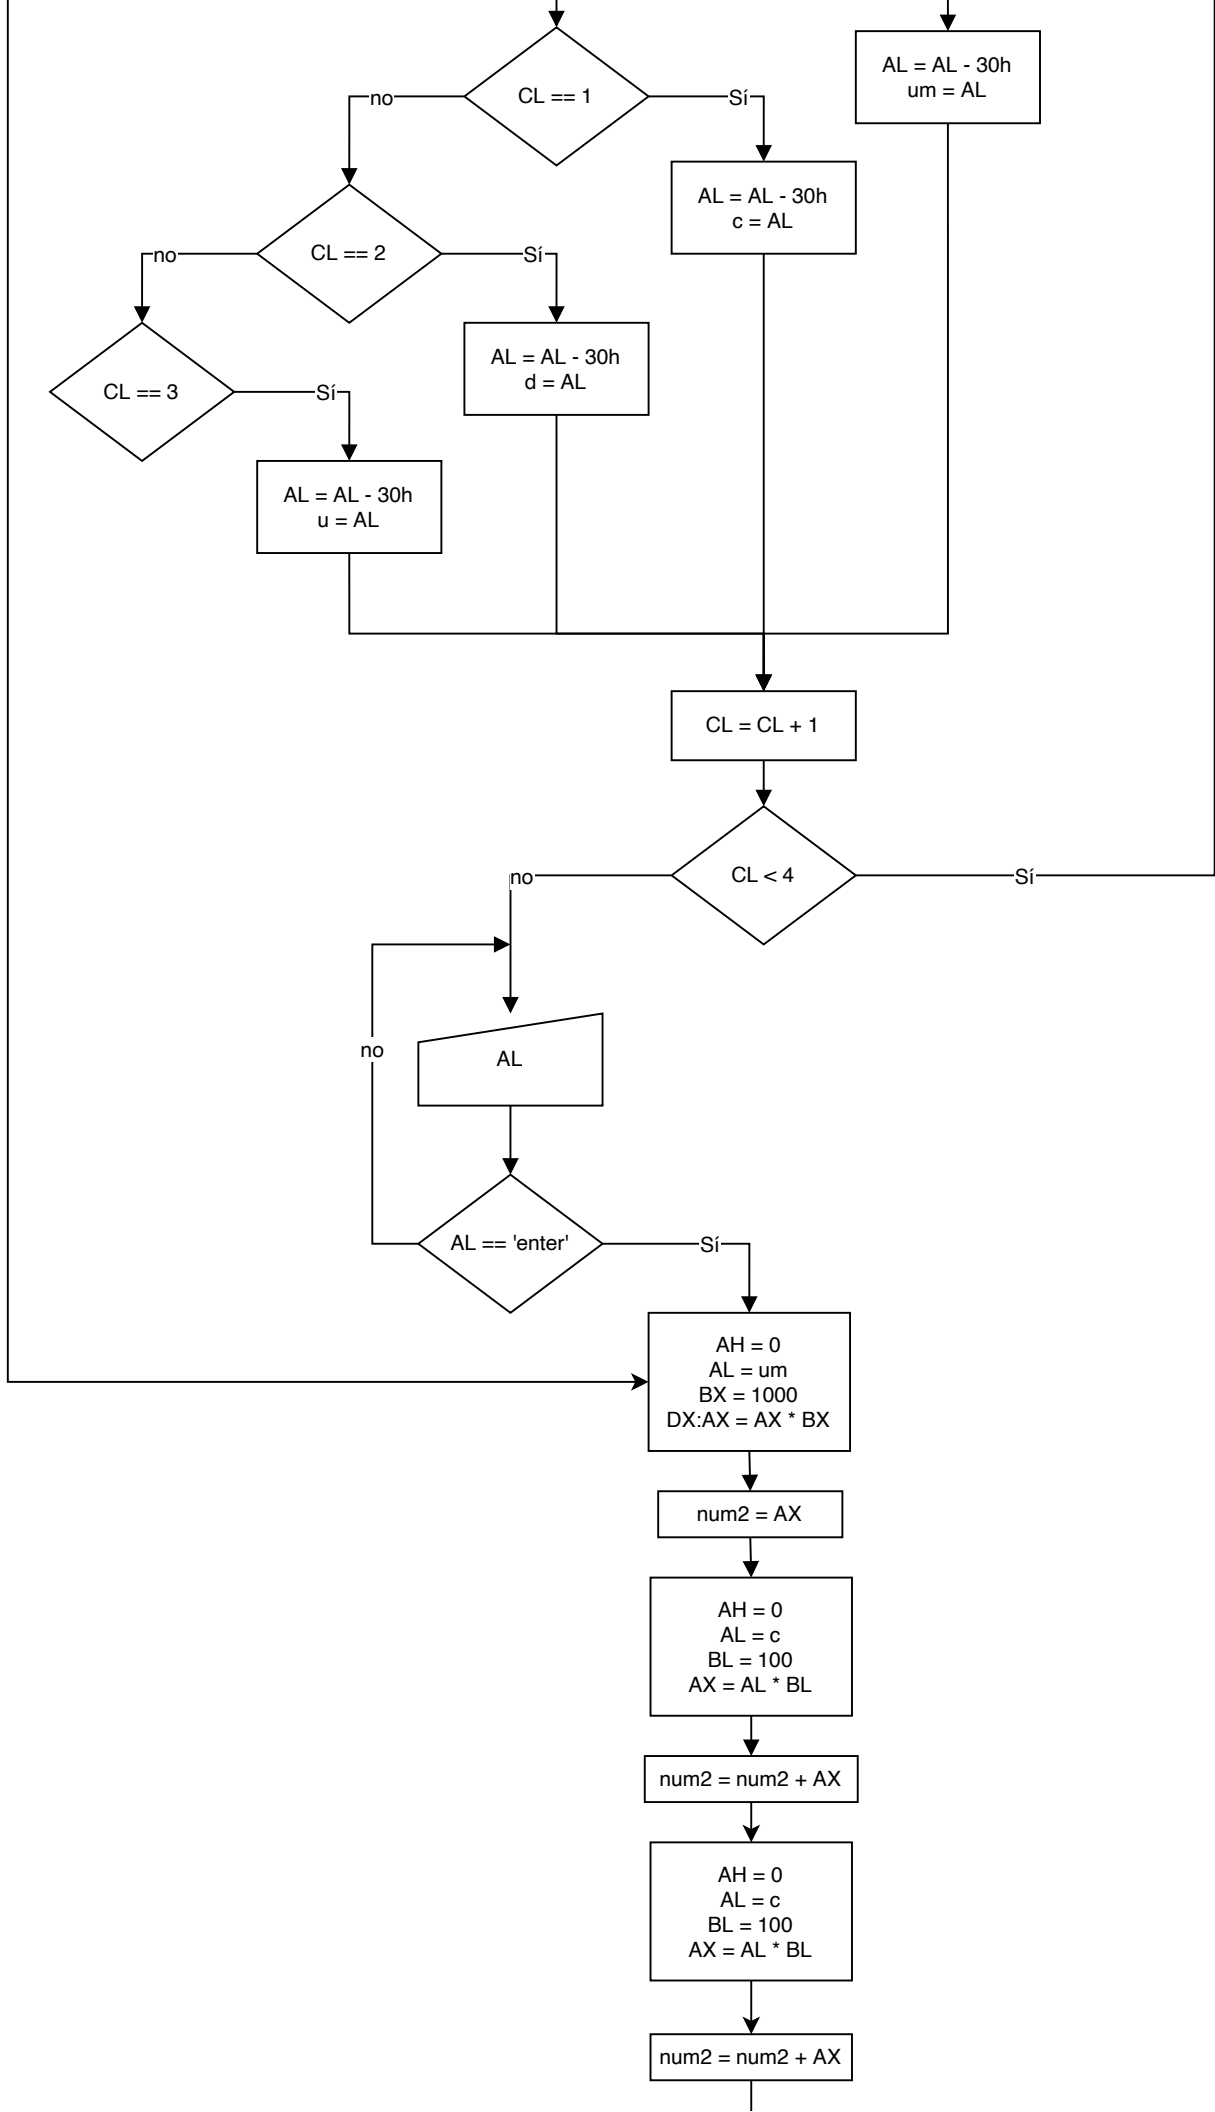 AL = AL - 30h
um = AL
CL == 1
no
Sí
AL = AL - 30h
c = AL
CL == 2
no
Sí
AL = AL - 30h
d = AL
CL == 3
Sí
AL = AL - 30h
u = AL
CL = CL + 1
CL < 4
no
Sí
no
AL
AL == 'enter'
Sí
AH = 0
AL = um
BX = 1000
DX:AX = AX * BX
num2 = AX
AH = 0
AL = c
BL = 100
AX = AL * BL
num2 = num2 + AX
AH = 0
AL = c
BL = 100
AX = AL * BL
num2 = num2 + AX